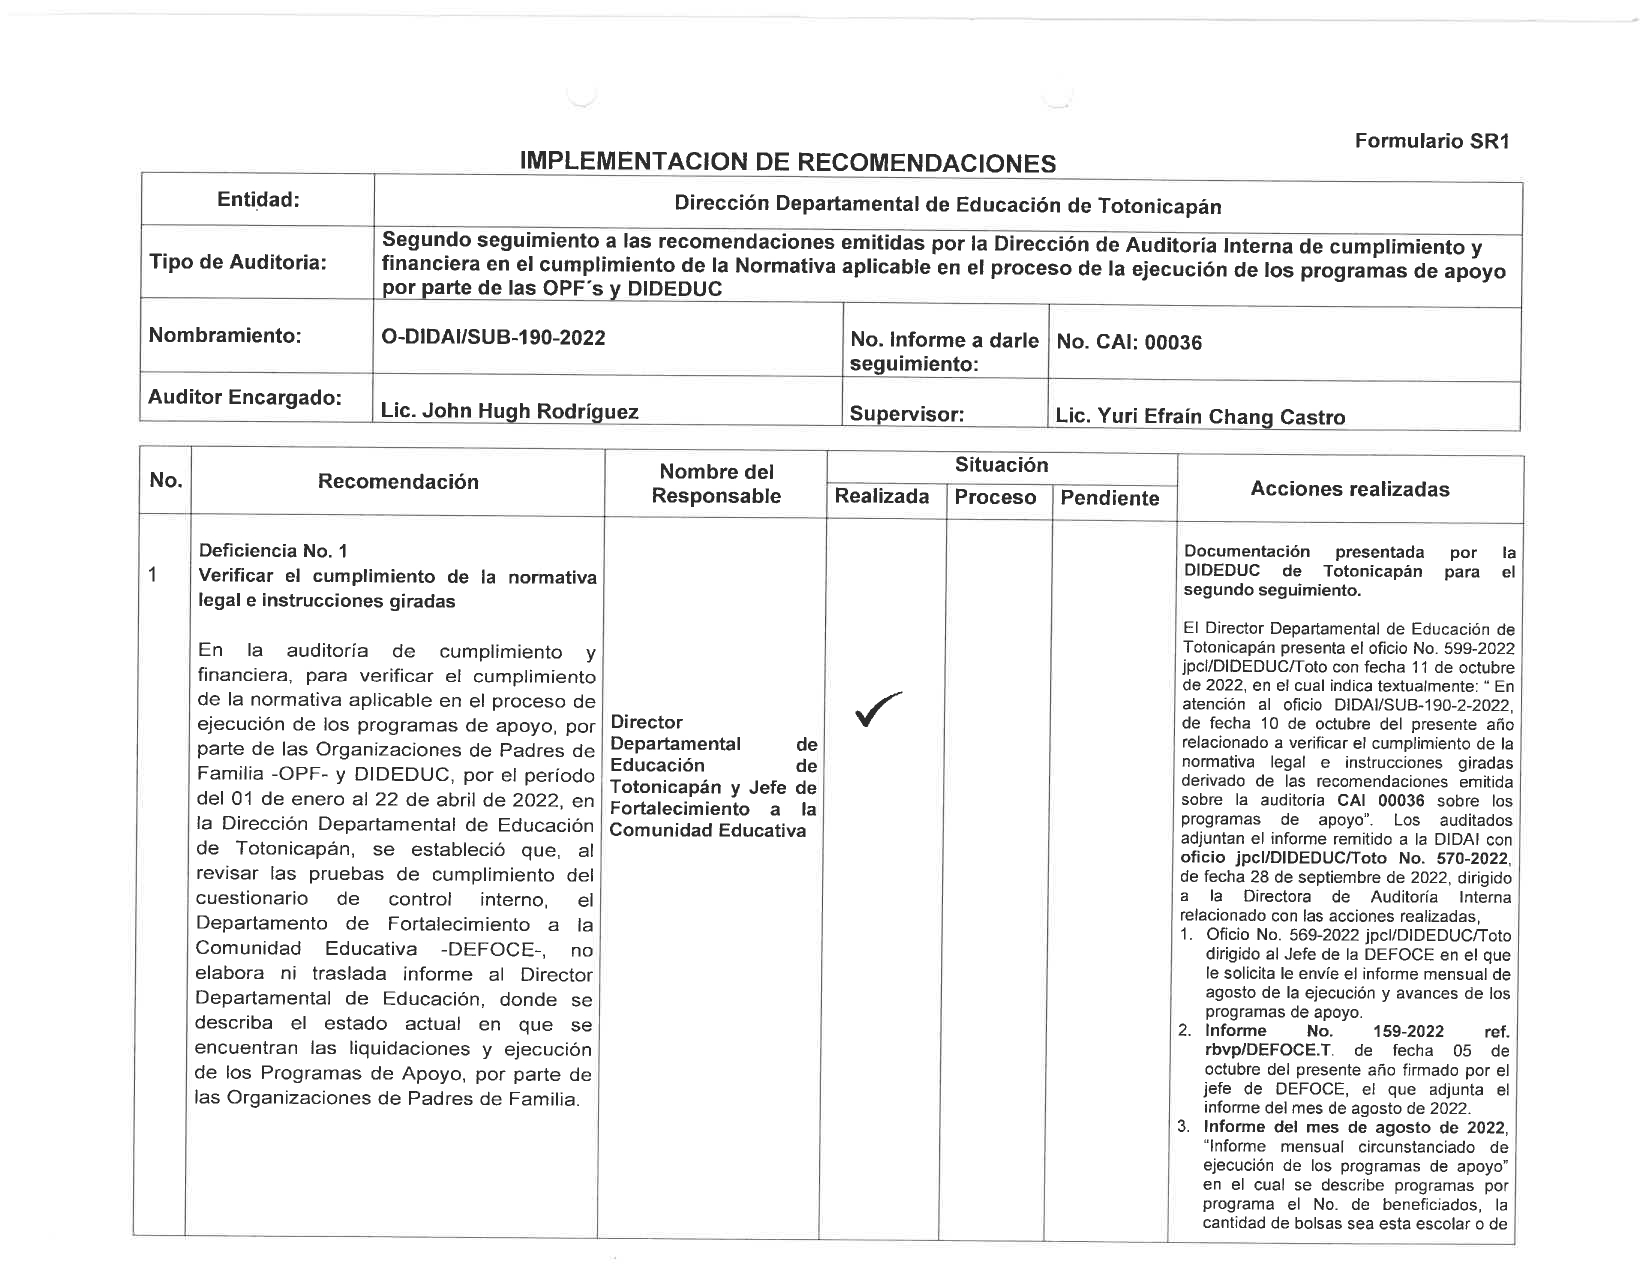 Formulario SR1
IMPLEMENTACION DE RECOMENDACIONES
Entidad:
Dirección Departamental de Educación de Totonicapán
Tipo de Auditoria:
Segundo seguimiento a las recomendaciones emitidas por la Dirección de Auditoría Interna de cumplimiento y
financiera en el cumplimiento de la Normativa aplicable en el proceso de la ejecución de los programas de apoyo
por parte de las OPF´s y DIDEDUC
Nombramiento:
O-DIDAI/SUB-190-2022
No. Informe a darle
seguimiento:
No. CAI: 00036
Auditor Encargado:
Lic. John Hugh Rodríguez
Supervisor:
Lic. Yuri Efraín Chang Castro
No.
Recomendación
Nombre del
Responsable
Situación
Realizada
Proceso
Pendiente
Acciones realizadas
1
Deficiencia No. 1
Verificar el cumplimiento de la normativa
legal e instrucciones giradas
En la auditoría de cumplimiento y
financiera, para verificar el cumplimiento
de la normativa aplicable en el proceso de
ejecución de los programas de apoyo, por
parte de las Organizaciones de Padres de
Familia -OPF- y DIDEDUC, por el período
del 01 de enero al 22 de abril de 2022, en
la Dirección Departamental de Educación
de Totonicapán, se estableció que, al
revisar las pruebas de cumplimiento del
cuestionario de control interno, el
Departamento de Fortalecimiento a la
Comunidad Educativa -DEFOCE-, no
elabora ni traslada informe al Director
Departamental de Educación, donde se
describa el estado actual en que se
encuentran las liquidaciones y ejecución
de los Programas de Apoyo, por parte de
las Organizaciones de Padres de Familia.
Director
Departamental de
Educación de
Totonicapán y Jefe de
Fortalecimiento a la
Comunidad Educativa
✓
Documentación presentada por la
DIDEDUC de Totonicapán para el
segundo seguimiento.
El Director Departamental de Educación de
Totonicapán presenta el oficio No. 599-2022
jpcl/DIDEDUC/Toto con fecha 11 de octubre
de 2022, en el cual indica textualmente: “ En
atención al oficio DIDAI/SUB-190-2-2022,
de fecha 10 de octubre del presente año
relacionado a verificar el cumplimiento de la
normativa legal e instrucciones giradas
derivado de las recomendaciones emitida
sobre la auditoría CAI 00036 sobre los
programas de apoyo”. Los auditados
adjuntan el informe remitido a la DIDAI con
oficio jpcl/DIDEDUC/Toto No. 570-2022,
de fecha 28 de septiembre de 2022, dirigido
a la Directora de Auditoría Interna
relacionado con las acciones realizadas,
1. Oficio No. 569-2022 jpcl/DIDEDUC/Toto
dirigido al Jefe de la DEFOCE en el que
le solicita le envíe el informe mensual de
agosto de la ejecución y avances de los
programas de apoyo.
2. Informe No. 159-2022 ref.
rbvp/DEFOCE.T. de fecha 05 de
octubre del presente año firmado por el
jefe de DEFOCE, el que adjunta el
informe del mes de agosto de 2022.
3. Informe del mes de agosto de 2022,
“Informe mensual circunstanciado de
ejecución de los programas de apoyo”
en el cual se describe programas por
programa el No. de beneficiados, la
cantidad de bolsas sea esta escolar o de